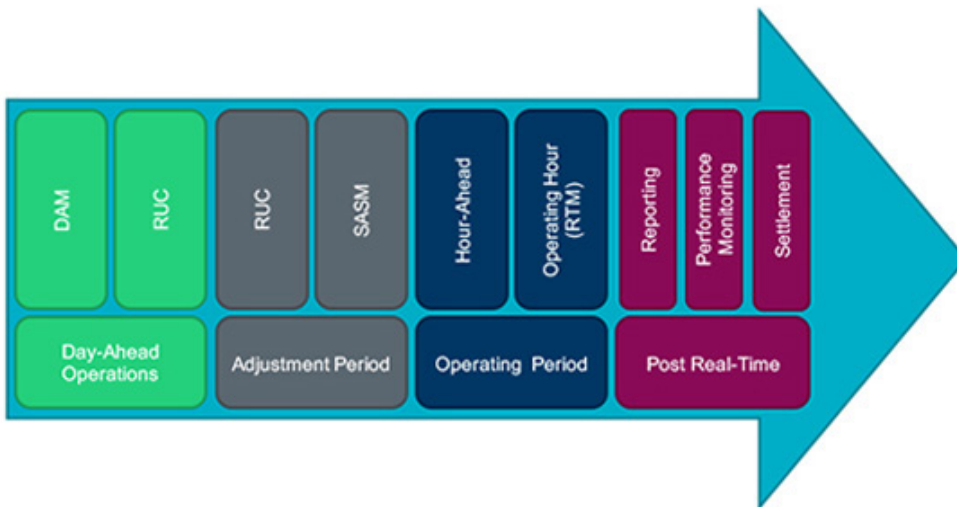 DAM
RUC
RUC
SASM
Hour-Ahead
Operating Hour
(RTM)
Reporting
Performance
Monitoring
Settlement
Day-Ahead
Operations
Adjustment Period
Operating Period
Post Real-Time